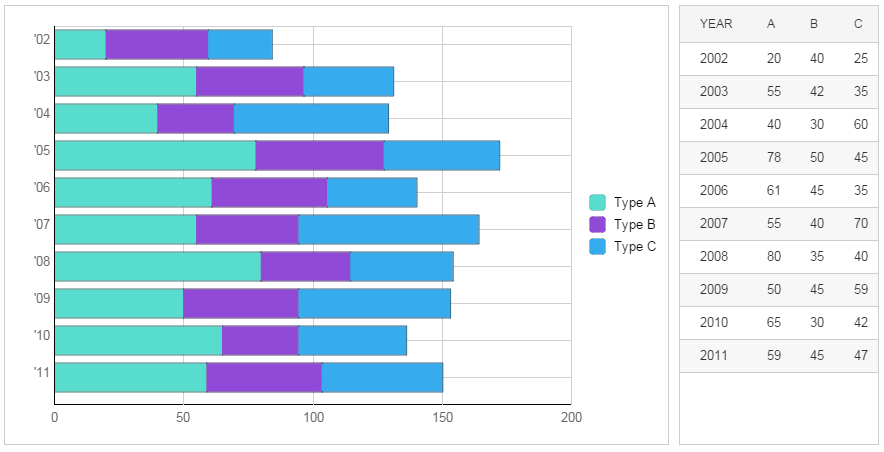 '02
'03
'04
'05
'06
'07
'08
'09
'10
'11
0 50 100 150 200
Type A
Type B
Type C
YEAR A B C
2002 20 40 25
2003 55 42 35
2004 40 30 60
2005 78 50 45
2006 61 45 35
2007 55 40 70
2008 80 35 40
2009 50 45 59
2010 65 30 42
2011 59 45 47